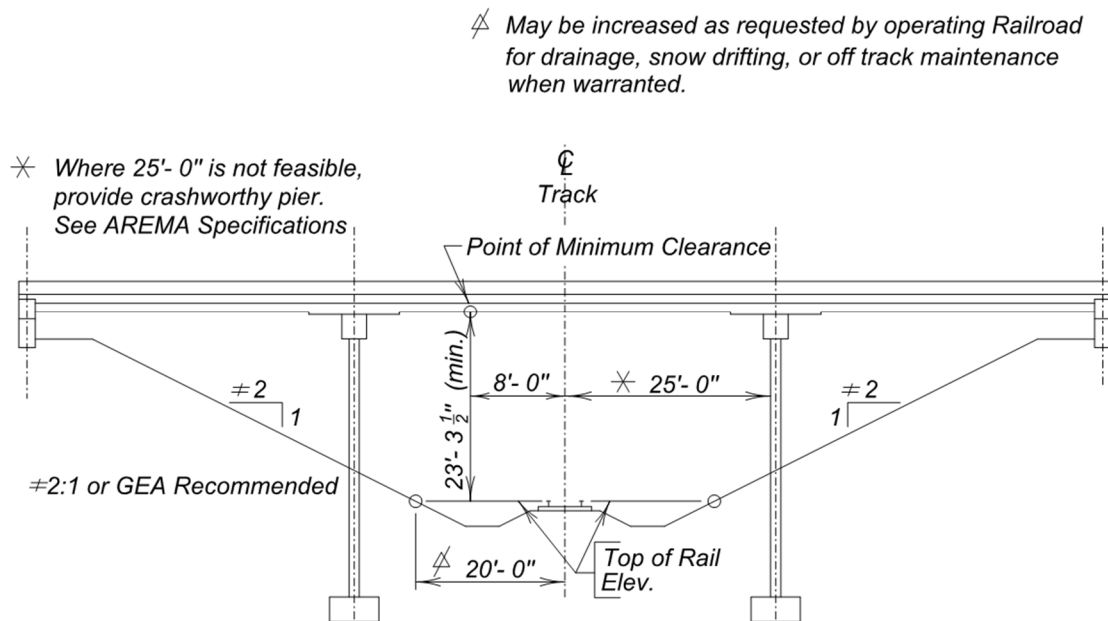 May be increased as requested by operating Railroad
for drainage, snow drifting, or off track maintenance
when warranted.
* Where 25'- 0" is not feasible,
provide crashworthy pier.
See AREMA Specifications
℄
Track
Point of Minimum Clearance
23'- 3 1/2" (min.)
8'- 0"
* 25'- 0"
≠2
1
≠2
1
≠2:1 or GEA Recommended
20'- 0"
Top of Rail
Elev.